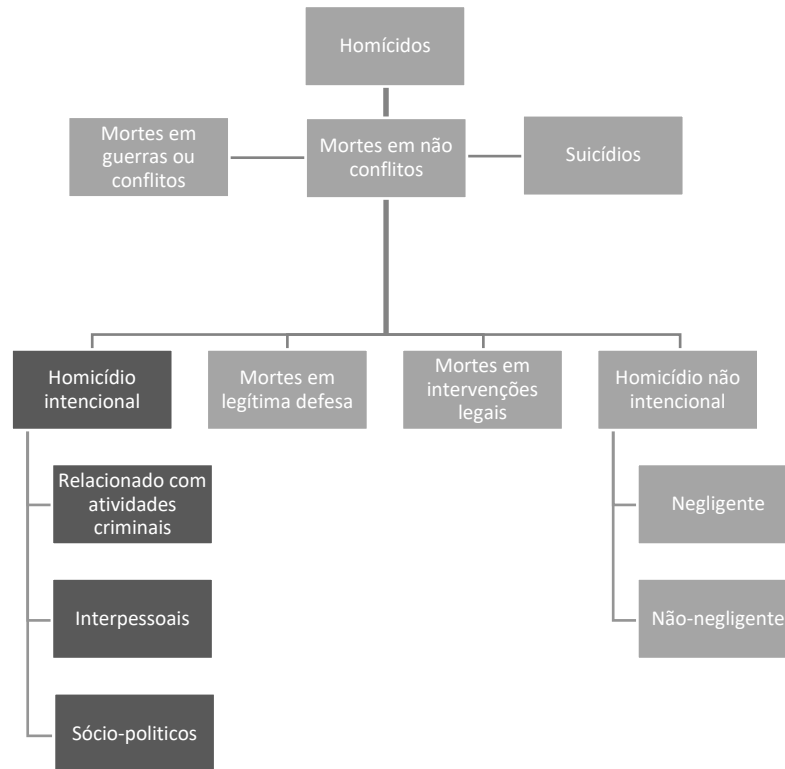 Homícidos
Mortes em
guerras ou
conflitos
Mortes em não
conflitos
Suicídios
Homicídio
intencional
Mortes em
legítima defesa
Mortes em
intervenções
legais
Homicídio não
intencional
Relacionado com
atividades
criminais
Negligente
Interpessoais
Não-negligente
Sócio-politicos